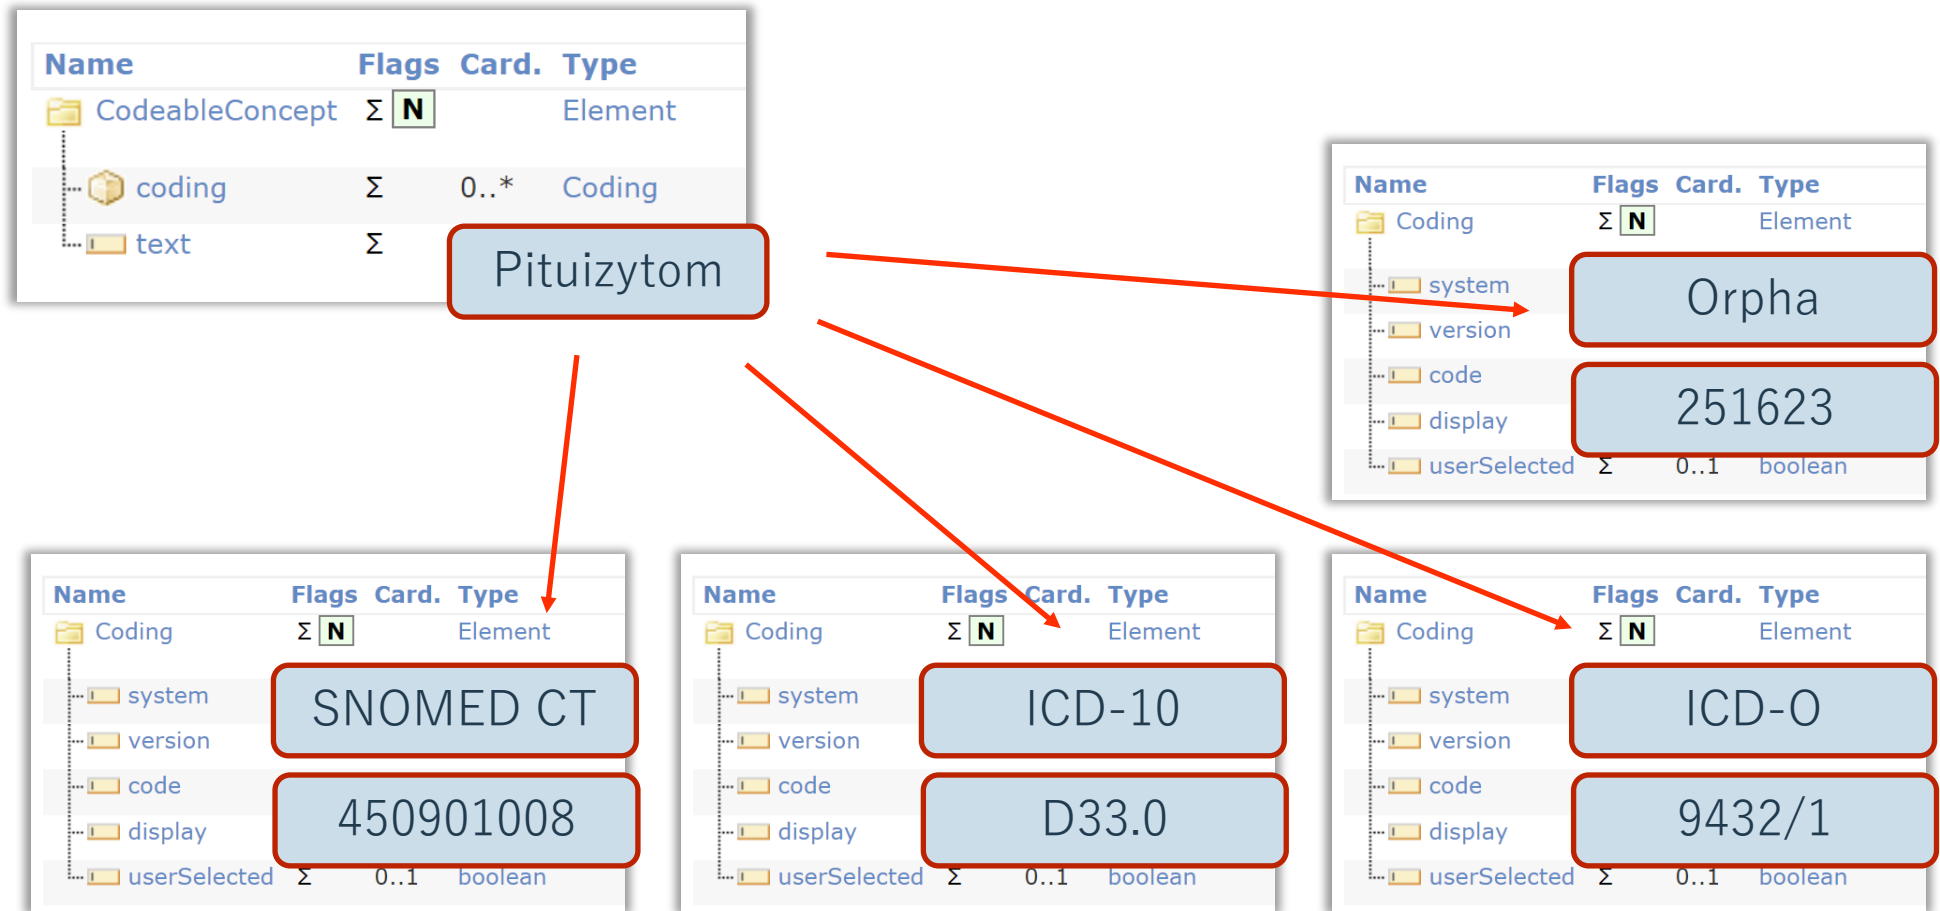 Name Flags Card. Type
CodeableConcept Σ N Element
coding Σ 0..* Coding
text Σ
Pituizytom
Name Flags Card. Type
Coding Σ N Element
system
Orpha
version
code
251623
display
userSelected Σ 0..1 boolean
Name Flags Card. Type
Coding Σ N Element
system
SNOMED CT
version
code
450901008
display
userSelected Σ 0..1 boolean
Name Flags Card. Type
Coding Σ N Element
system
ICD-10
version
code
D33.0
display
userSelected Σ 0..1 boolean
Name Flags Card. Type
Coding Σ N Element
system
ICD-O
version
code
9432/1
display
userSelected Σ 0..1 boolean